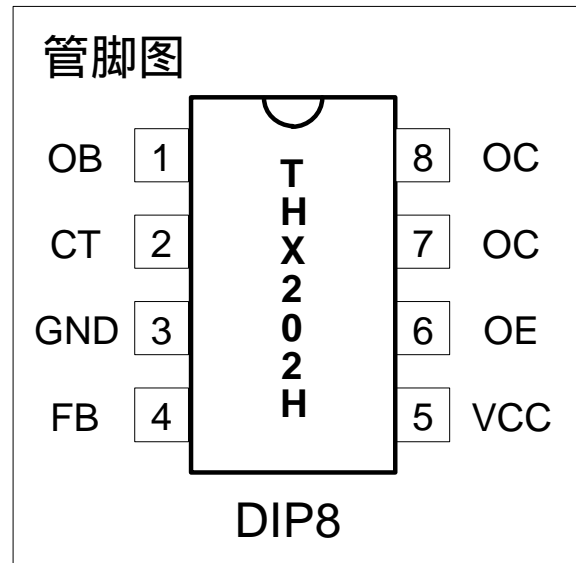 管脚图
OB 1 8 OC
CT 2 7 OC
GND 3 6 OE
FB 4 5 VCC
THX202H
DIP8